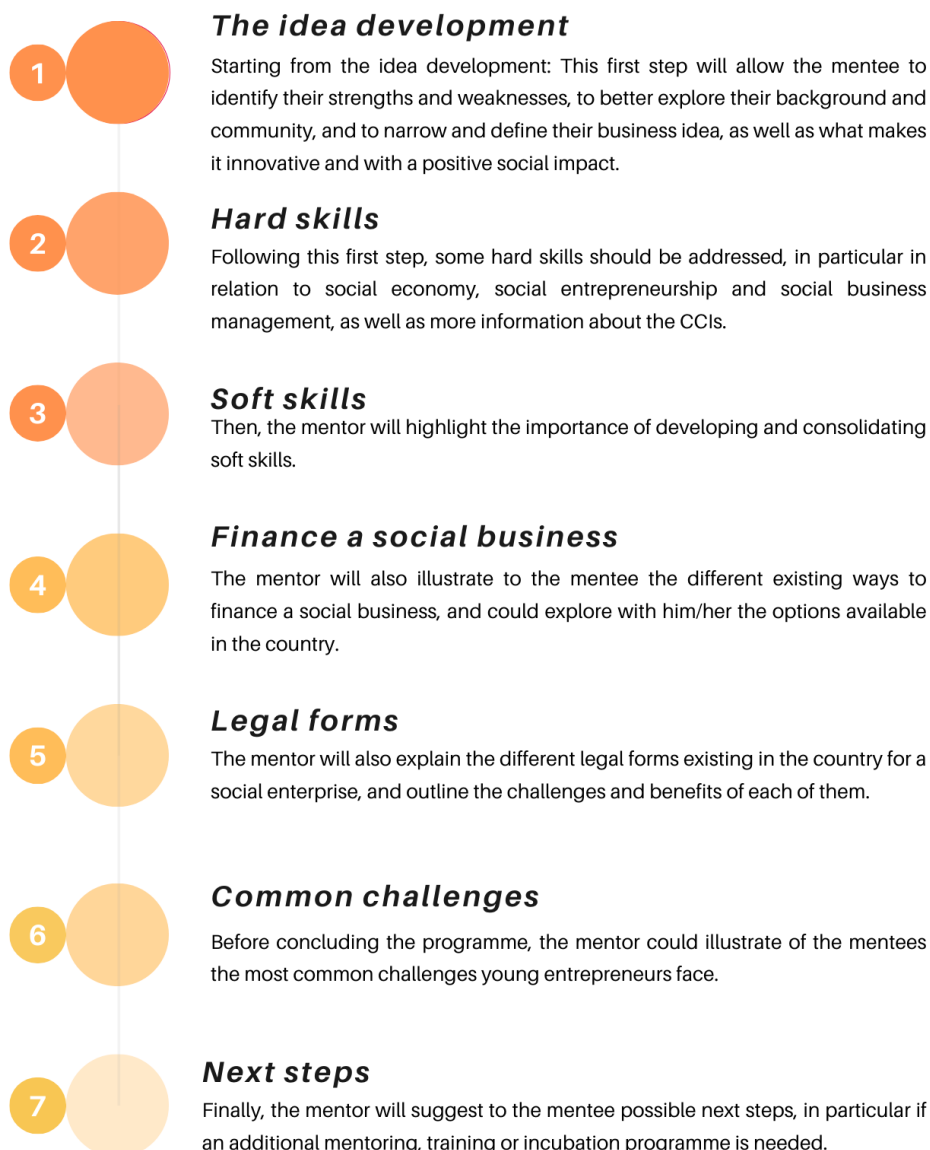 The idea development
1
Starting from the idea development: This first step will allow the mentee to
identify their strengths and weaknesses, to better explore their background and
community, and to narrow and define their business idea, as well as what makes
it innovative and with a positive social impact.
Hard skills
2
Following this first step, some hard skills should be addressed, in particular in
relation to social economy, social entrepreneurship and social business
management, as well as more information about the CCIs.
Soft skills
3
Then, the mentor will highlight the importance of developing and consolidating
soft skills.
Finance a social business
4
The mentor will also illustrate to the mentee the different existing ways to
finance a social business, and could explore with him/her the options available
in the country.
Legal forms
5
The mentor will also explain the different legal forms existing in the country for a
social enterprise, and outline the challenges and benefits of each of them.
Common challenges
6
Before concluding the programme, the mentor could illustrate of the mentees
the most common challenges young entrepreneurs face.
Next steps
7
Finally, the mentor will suggest to the mentee possible next steps, in particular if
an additional mentoring, training or incubation programme is needed.